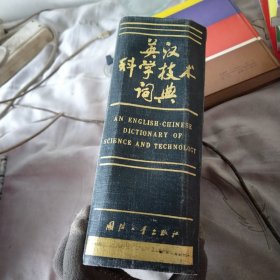 英汉
科学技术
词典
AN ENGLISH-CHINESE
DICTIONARY OF
SCIENCE AND TECHNOLOGY
国防工业出版社